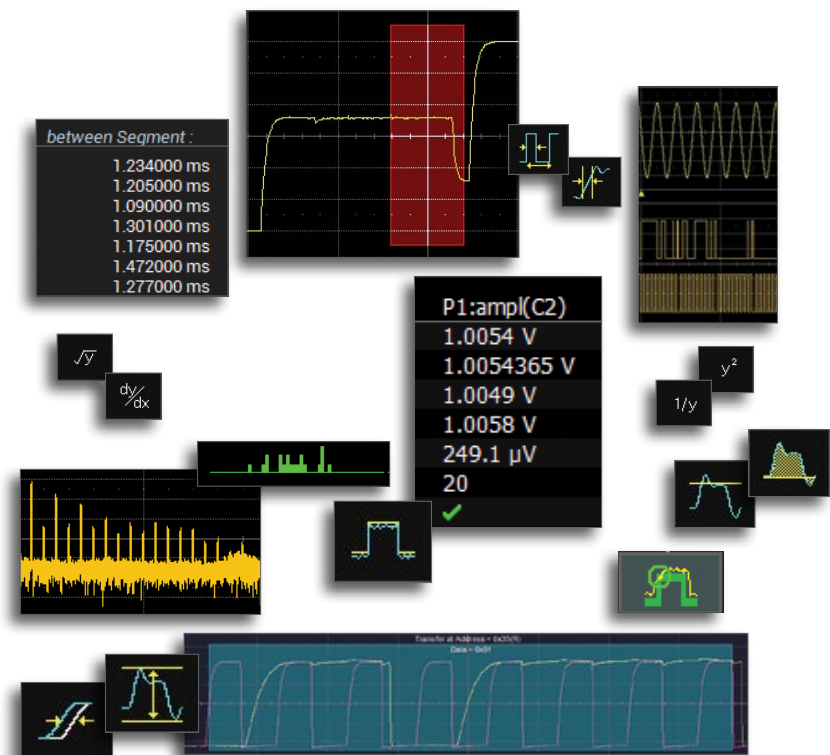 between Segment :
1.234000 ms
1.205000 ms
1.090000 ms
1.301000 ms
1.175000 ms
1.472000 ms
1.277000 ms
P1:ampl(C2)
1.0054 V
1.0054365 V
1.0049 V
1.0058 V
249.1 µV
20
√y
dy/dx
y²
1/y
Transfer at Address = 0x35(R)
Data = 0x9f